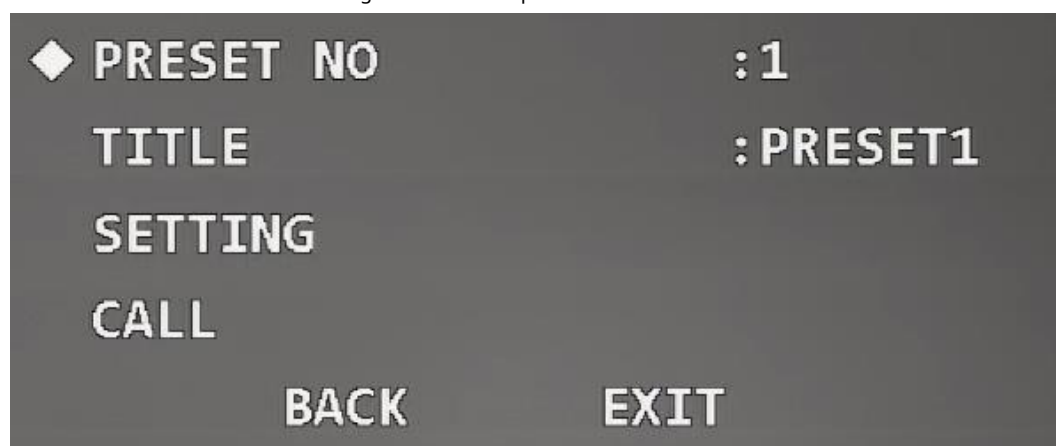 PRESET NO :1
TITLE :PRESET1
SETTING
CALL
BACK EXIT